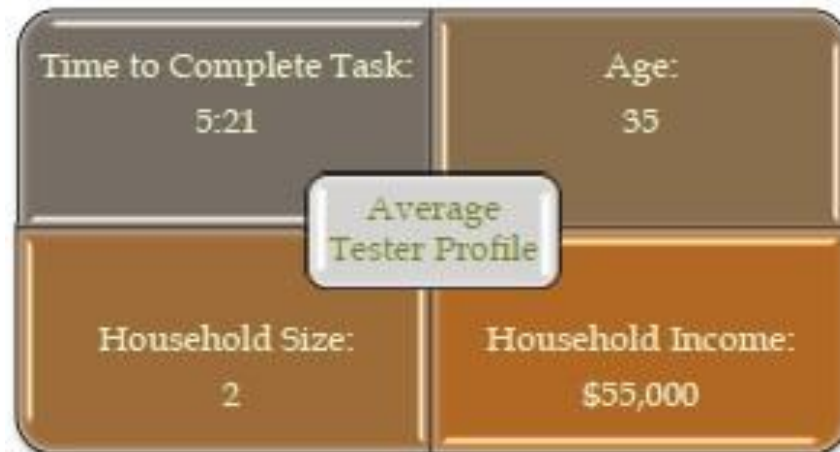 Time to Complete Task:
5:21
Age:
35
Average
Tester Profile
Household Size:
2
Household Income:
$55,000